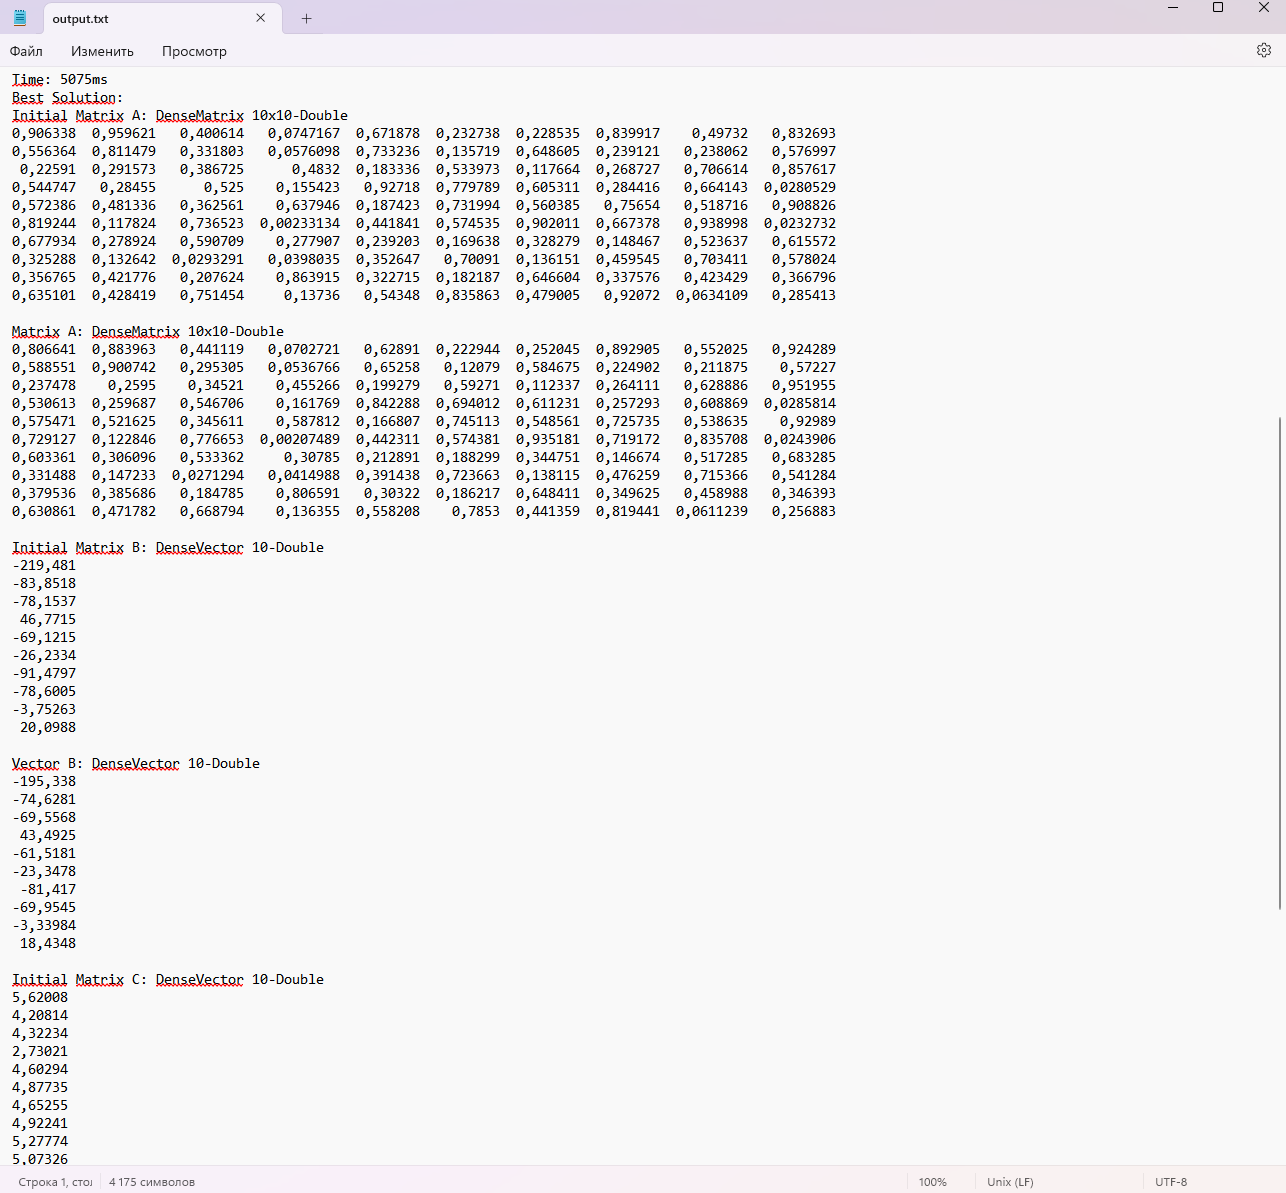 output.txt
Файл Изменить Просмотр
Time: 5075ms
Best Solution:
Initial Matrix A: DenseMatrix 10x10-Double
0,906338 0,959621 0,400614 0,0747167 0,671878 0,232738 0,228535 0,839917 0,49732 0,832693
0,556364 0,811479 0,331803 0,0576098 0,733236 0,135719 0,648605 0,239121 0,238062 0,576997
0,22591 0,291573 0,386725 0,4832 0,183336 0,533973 0,117664 0,268727 0,706614 0,857617
0,544747 0,28455 0,525 0,155423 0,92718 0,779789 0,605311 0,284416 0,664143 0,0280529
0,572386 0,481336 0,362561 0,637946 0,187423 0,731994 0,560385 0,75654 0,518716 0,908826
0,819244 0,117824 0,736523 0,00233134 0,441841 0,574535 0,902011 0,667378 0,938998 0,0232732
0,677934 0,278924 0,590709 0,277907 0,239203 0,169638 0,328279 0,148467 0,523637 0,615572
0,325288 0,132642 0,0293291 0,0398035 0,352647 0,70091 0,136151 0,459545 0,703411 0,578024
0,356765 0,421776 0,207624 0,863915 0,322715 0,182187 0,646604 0,337576 0,423429 0,366796
0,635101 0,428419 0,751454 0,13736 0,54348 0,835863 0,479005 0,92072 0,0634109 0,285413
Matrix A: DenseMatrix 10x10-Double
0,806641 0,883963 0,441119 0,0702721 0,62891 0,222944 0,252045 0,892905 0,552025 0,924289
0,588551 0,900742 0,295305 0,0536766 0,65258 0,12079 0,584675 0,224902 0,211875 0,57227
0,237478 0,2595 0,34521 0,455266 0,199279 0,59271 0,112337 0,264111 0,628886 0,951955
0,530613 0,259687 0,546706 0,161769 0,842288 0,694012 0,611231 0,257293 0,608869 0,0285814
0,575471 0,521625 0,345611 0,587812 0,166807 0,745113 0,548561 0,725735 0,538635 0,92989
0,729127 0,122846 0,776653 0,00207489 0,442311 0,574381 0,935181 0,719172 0,835708 0,0243906
0,603361 0,306096 0,533362 0,30785 0,212891 0,188299 0,344751 0,146674 0,517285 0,683285
0,331488 0,147233 0,0271294 0,0414988 0,391438 0,723663 0,138115 0,476259 0,715366 0,541284
0,379536 0,385686 0,184785 0,806591 0,30322 0,186217 0,648411 0,349625 0,458988 0,346393
0,630861 0,471782 0,668794 0,136355 0,558208 0,7853 0,441359 0,819441 0,0611239 0,256883
Initial Matrix B: DenseVector 10-Double
-219,481
-83,8518
-78,1537
46,7715
-69,1215
-26,2334
-91,4797
-78,6005
-3,75263
20,0988
Vector B: DenseVector 10-Double
-195,338
-74,6281
-69,5568
43,4925
-61,5181
-23,3478
-81,417
-69,9545
-3,33984
18,4348
Initial Matrix C: DenseVector 10-Double
5,62008
4,20814
4,32234
2,73021
4,60294
4,87735
4,65255
4,92241
5,27774
5,07326
Строка 1, 4 175 символов 100% Unix (LF) UTF-8